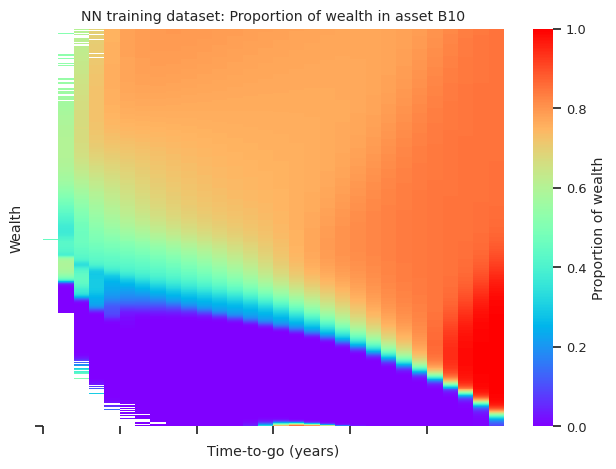 NN training dataset: Proportion of wealth in asset B10
Wealth
Time-to-go (years)
1.0
0.8
0.6
0.4
0.2
0.0
Proportion of wealth